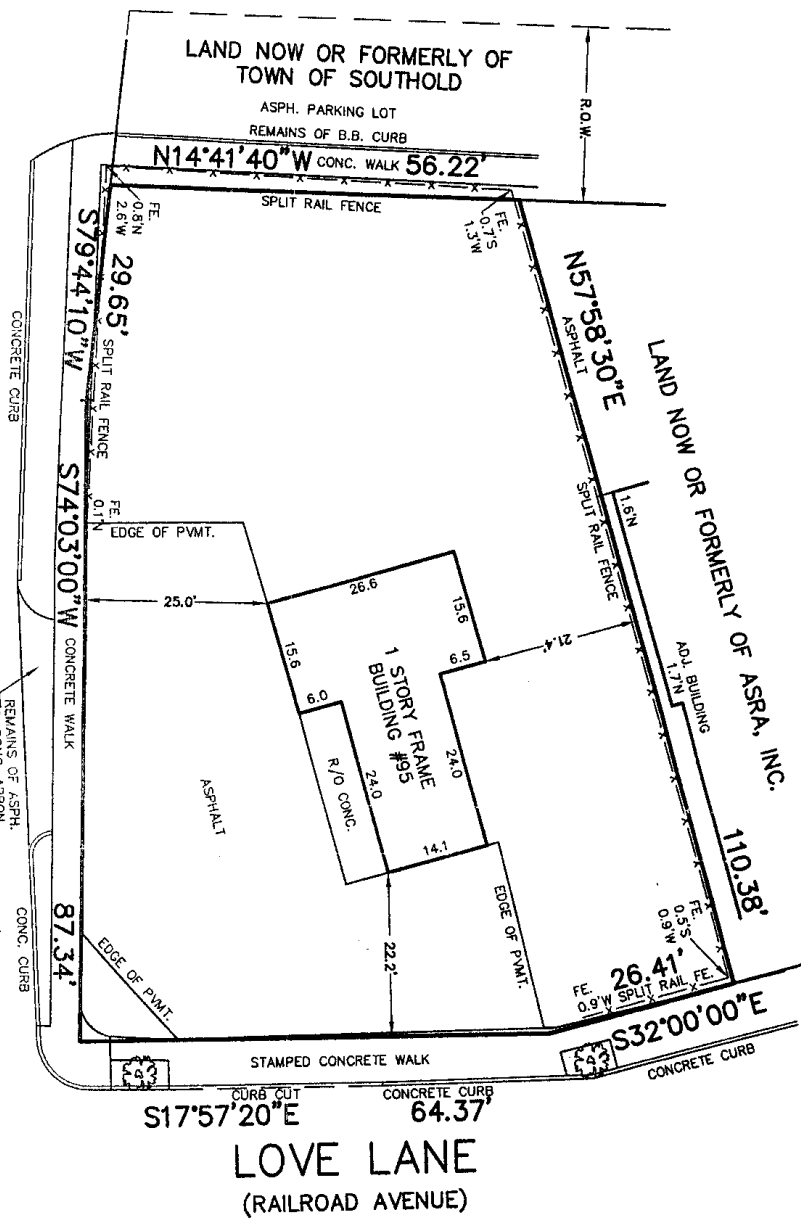 LAND NOW OR FORMERLY OF
TOWN OF SOUTHOLD
ASPH. PARKING LOT
REMAINS OF B.B. CURB
R.O.W.
N14°41'40"W CONC. WALK 56.22'
SPLIT RAIL FENCE
FE.
0.8'N
2.6'W
FE.
0.7'S
1.3'W
S79°44'10"W
29.65'
SPLIT RAIL FENCE
CONCRETE CURB
N57°58'30"E
ASPHALT
LAND NOW OR FORMERLY OF ASRA, INC.
110.38'
SPLIT RAIL FENCE
1.6'N
ADJ. BUILDING
1.7'N
FE.
0.1'N
EDGE OF PVMT.
S74°03'00"W
CONCRETE WALK
87.34'
25.0'
26.6
15.6
15.6
6.5
21.4'
6.0
1 STORY FRAME
BUILDING #95
24.0
24.0
R/O CONC.
14.1
ASPHALT
REMAINS OF ASPH.
APRON
CONC. CURB
EDGE OF PVMT.
22.2'
EDGE OF PVMT.
FE.
0.5'S
0.9'W
26.41'
FE.
0.9'W
SPLIT RAIL FE.
S32°00'00"E
CONCRETE CURB
STAMPED CONCRETE WALK
4
4
CURB CUT
CONCRETE CURB
S17°57'20"E
64.37'
LOVE LANE
(RAILROAD AVENUE)